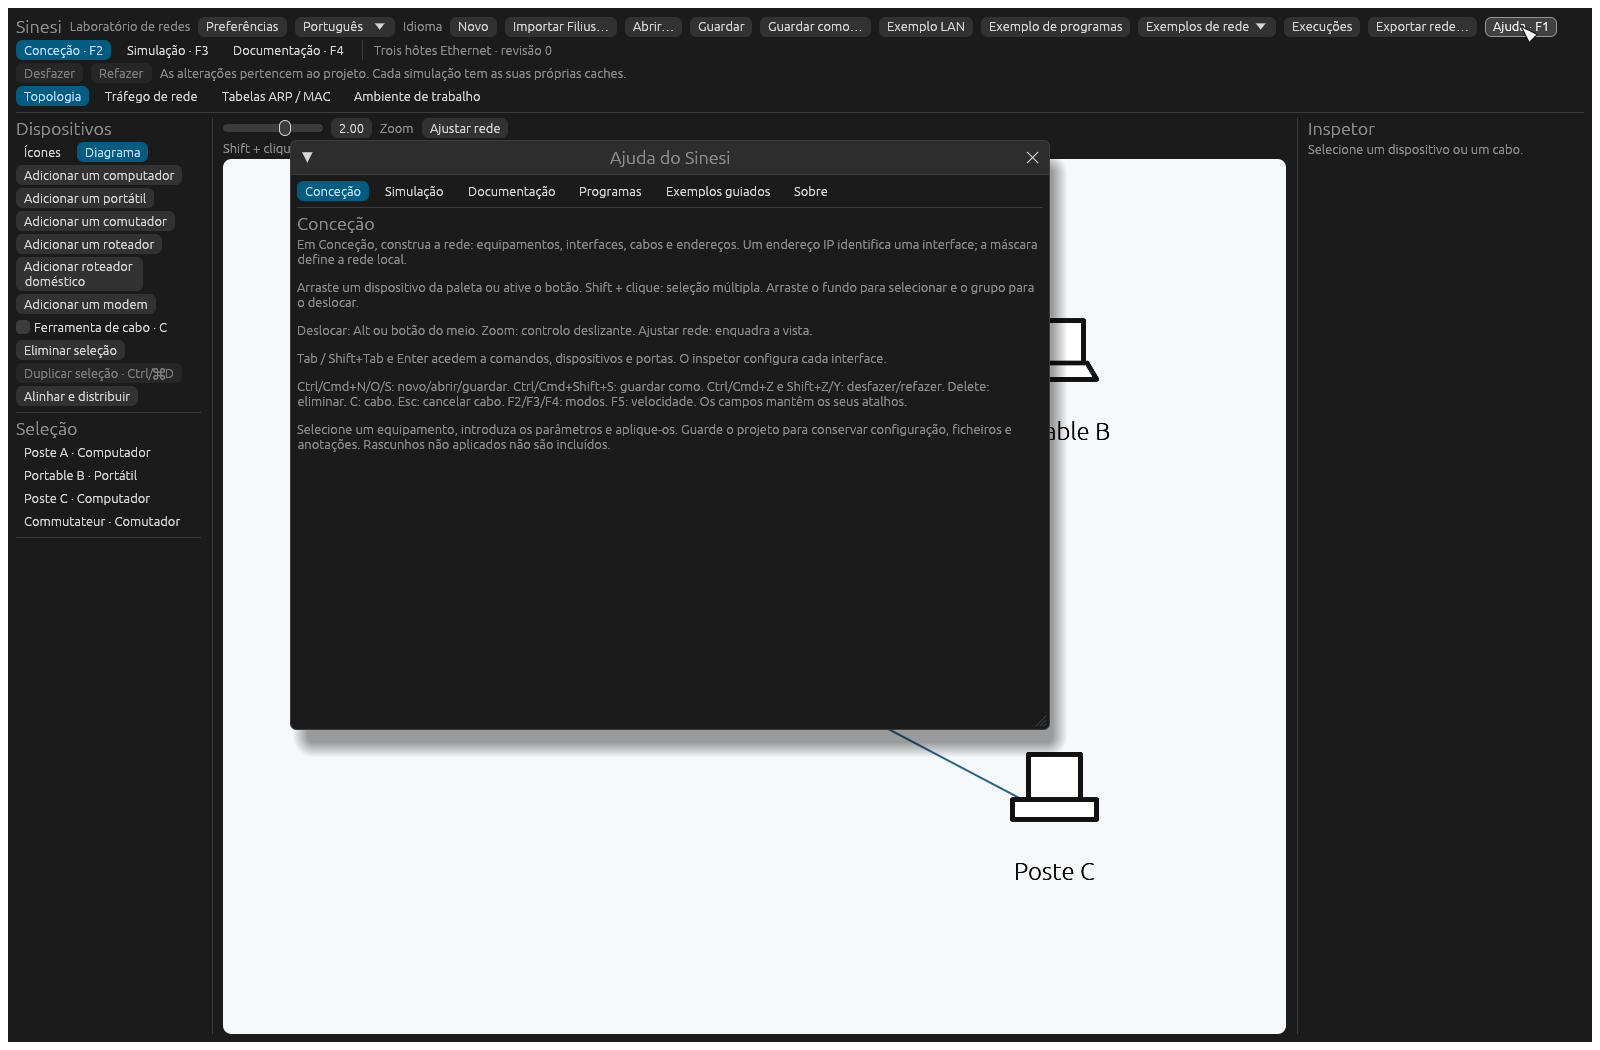 Sinesi Laboratório de redes Preferências Português Idioma Novo Importar Filius... Abrir... Guardar Guardar como... Exemplo LAN Exemplo de programas Exemplos de rede Execuções Exportar rede... Ajuda · F1
Conceção · F2 Simulação · F3 Documentação · F4 Trois hôtes Ethernet · revisão 0
Desfazer Refazer As alterações pertencem ao projeto. Cada simulação tem as suas próprias caches.
Topologia Tráfego de rede Tabelas ARP / MAC Ambiente de trabalho
Dispositivos
Ícones Diagrama
Adicionar um computador
Adicionar um portátil
Adicionar um comutador
Adicionar um roteador
Adicionar roteador
doméstico
Adicionar um modem
Ferramenta de cabo · C
Eliminar seleção
Duplicar seleção · Ctrl/⌘D
Alinhar e distribuir
Seleção
Poste A · Computador
Portable B · Portátil
Poste C · Computador
Commutateur · Comutador
2.00 Zoom Ajustar rede
Shift + cliqu
Ajuda do Sinesi
Conceção Simulação Documentação Programas Exemplos guiados Sobre
Conceção
Em Conceção, construa a rede: equipamentos, interfaces, cabos e endereços. Um endereço IP identifica uma interface; a máscara
define a rede local.
Arraste um dispositivo da paleta ou ative o botão. Shift + clique: seleção múltipla. Arraste o fundo para selecionar e o grupo para
o deslocar.
Deslocar: Alt ou botão do meio. Zoom: controlo deslizante. Ajustar rede: enquadra a vista.
Tab / Shift+Tab e Enter acedem a comandos, dispositivos e portas. O inspetor configura cada interface.
Ctrl/Cmd+N/O/S: novo/abrir/guardar. Ctrl/Cmd+Shift+S: guardar como. Ctrl/Cmd+Z e Shift+Z/Y: desfazer/refazer. Delete:
eliminar. C: cabo. Esc: cancelar cabo. F2/F3/F4: modos. F5: velocidade. Os campos mantêm os seus atalhos.
Selecione um equipamento, introduza os parâmetros e aplique-os. Guarde o projeto para conservar configuração, ficheiros e
anotações. Rascunhos não aplicados não são incluídos.
able B
Poste C
Inspetor
Selecione um dispositivo ou um cabo.